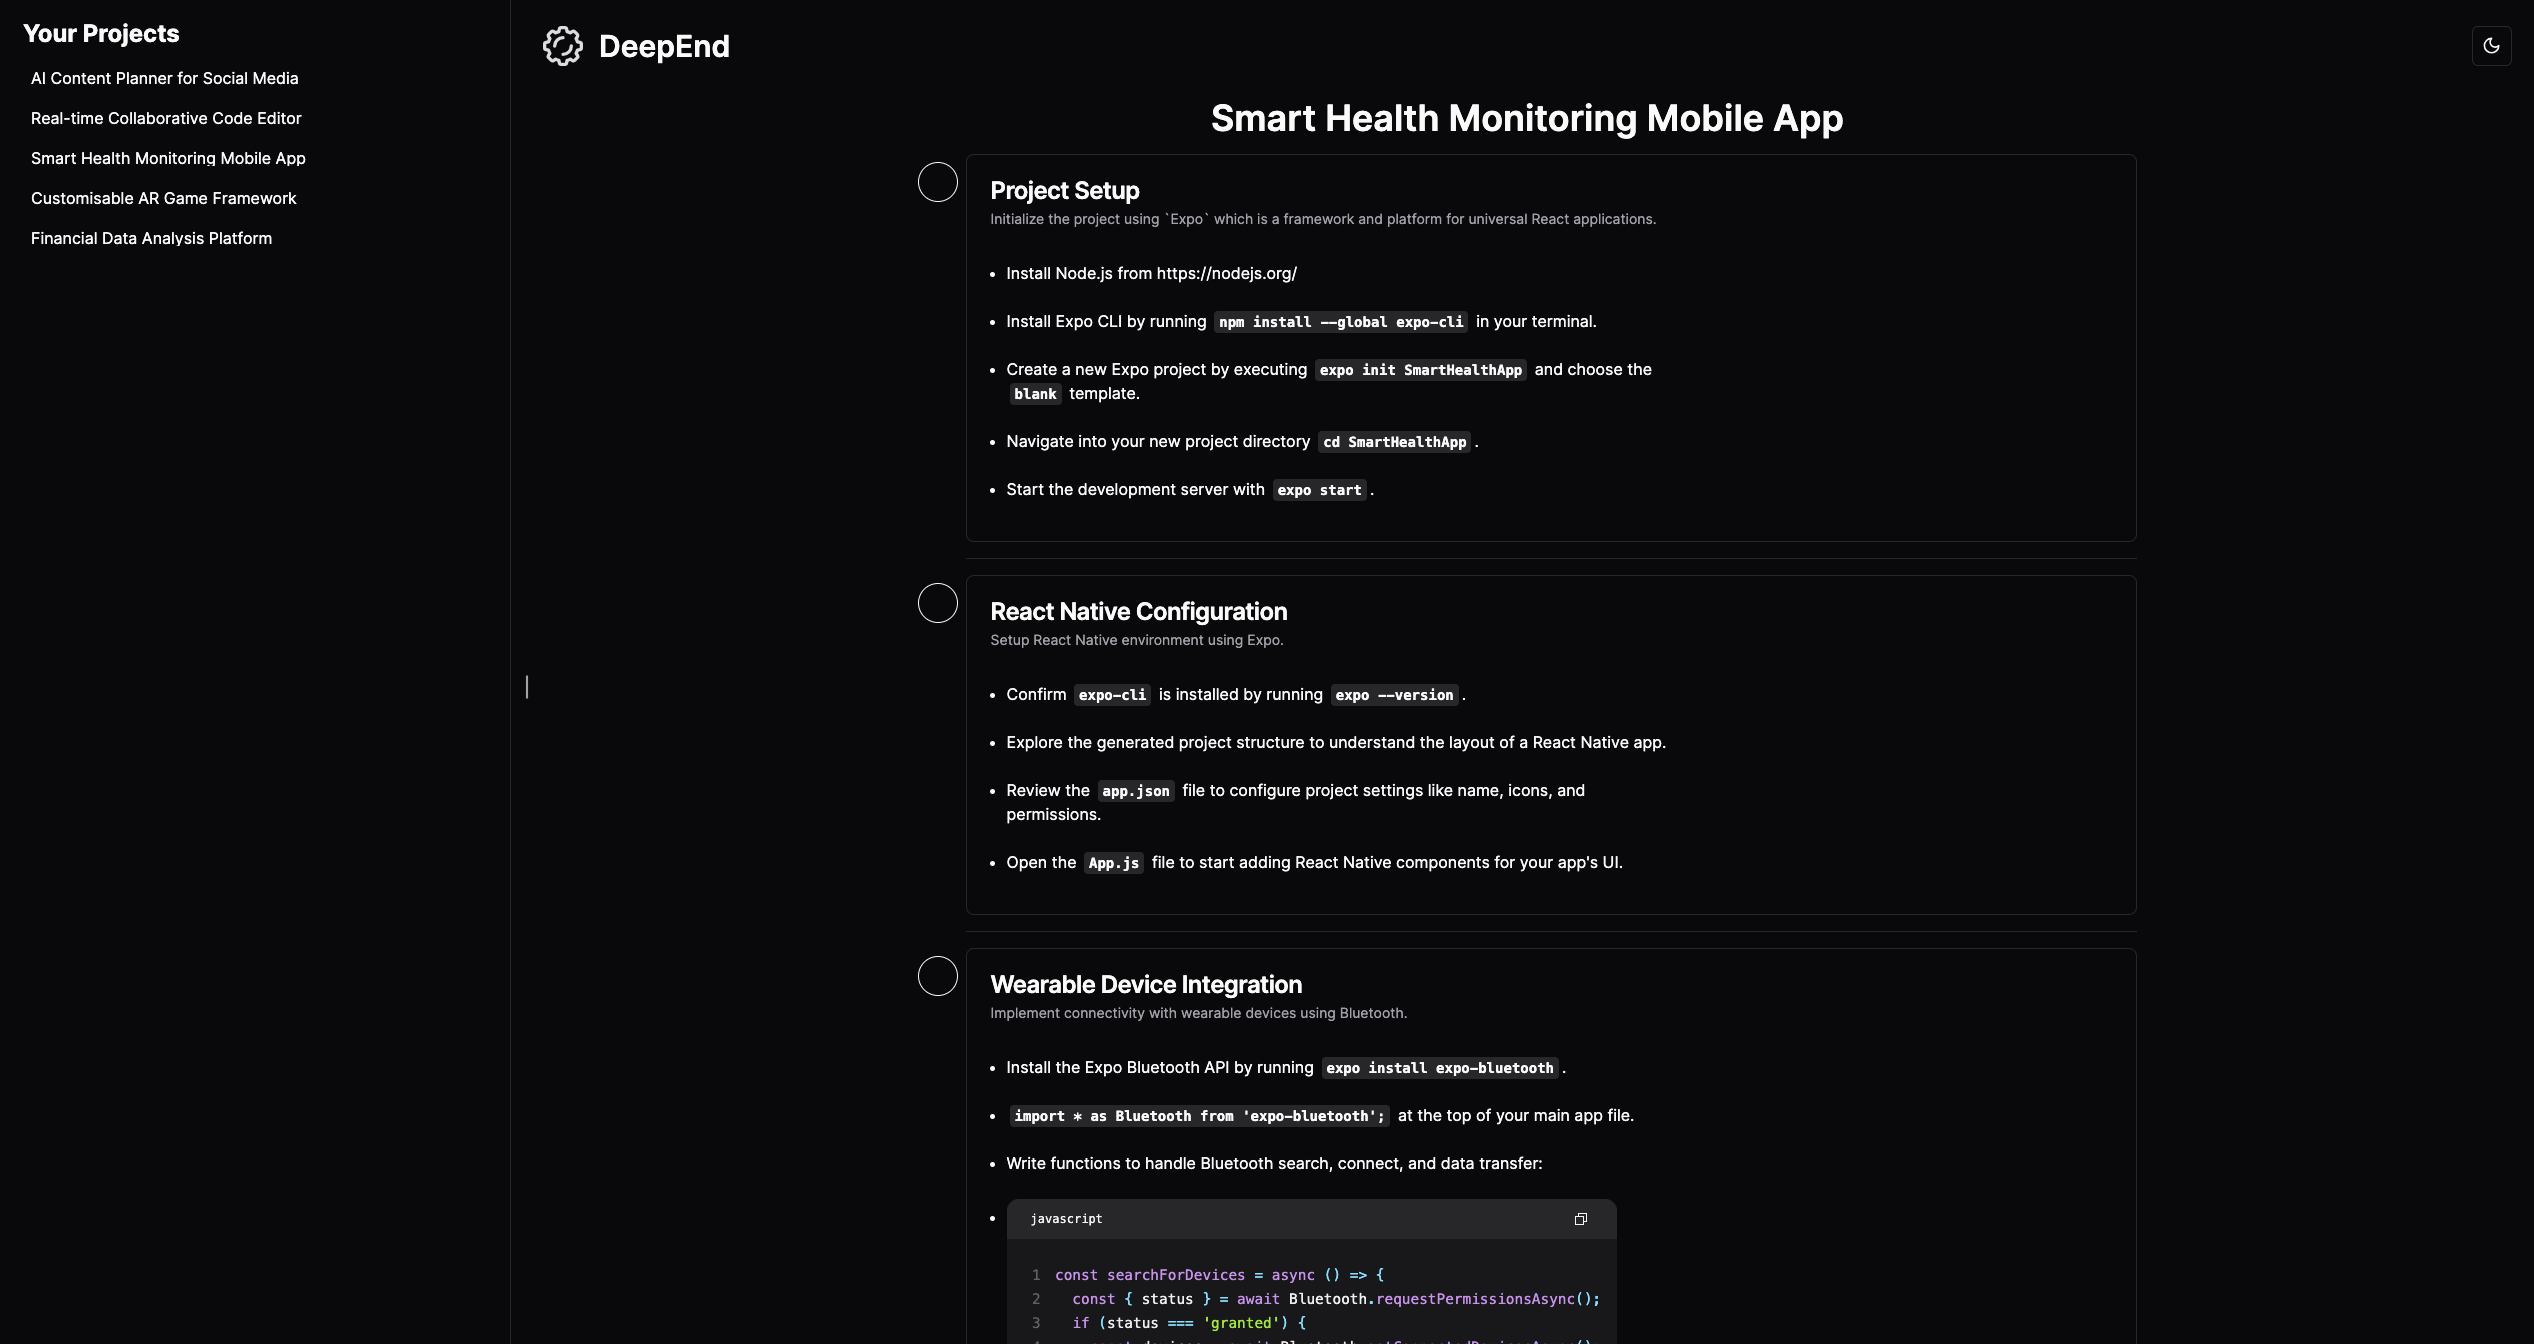 Your Projects
AI Content Planner for Social Media
Real-time Collaborative Code Editor
Smart Health Monitoring Mobile App
Customisable AR Game Framework
Financial Data Analysis Platform
DeepEnd
Smart Health Monitoring Mobile App
Project Setup
Initialize the project using `Expo` which is a framework and platform for universal React applications.
Install Node.js from https://nodejs.org/
Install Expo CLI by running npm install --global expo-cli in your terminal.
Create a new Expo project by executing expo init SmartHealthApp and choose the
blank template.
Navigate into your new project directory cd SmartHealthApp.
Start the development server with expo start.
React Native Configuration
Setup React Native environment using Expo.
Confirm expo-cli is installed by running expo --version.
Explore the generated project structure to understand the layout of a React Native app.
Review the app.json file to configure project settings like name, icons, and
permissions.
Open the App.js file to start adding React Native components for your app's UI.
Wearable Device Integration
Implement connectivity with wearable devices using Bluetooth.
Install the Expo Bluetooth API by running expo install expo-bluetooth.
import * as Bluetooth from 'expo-bluetooth'; at the top of your main app file.
Write functions to handle Bluetooth search, connect, and data transfer:
javascript
1 const searchForDevices = async () => {
2 const { status } = await Bluetooth.requestPermissionsAsync();
3 if (status === 'granted') {